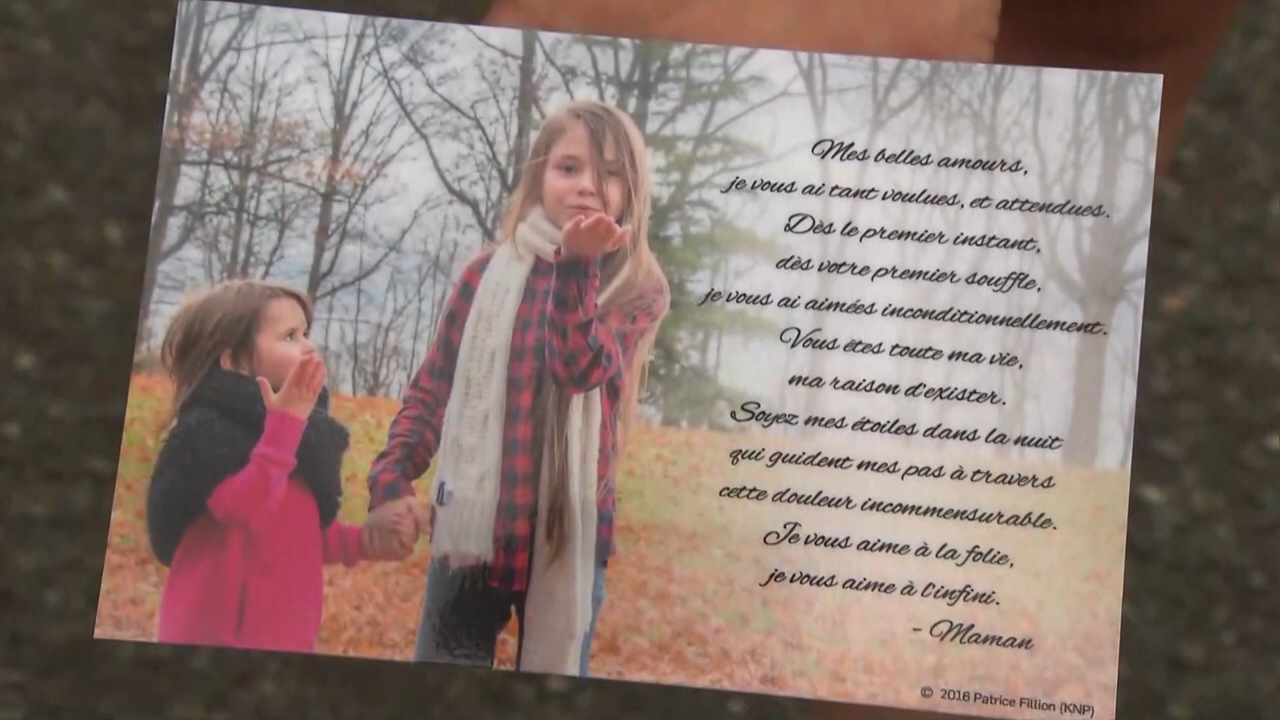 Mes belles amours,
je vous ai tant voulues, et attendues.
Dès le premier instant,
dès votre premier souffle,
je vous ai aimées inconditionnellement.
Vous êtes toute ma vie,
ma raison d'exister.
Soyez mes étoiles dans la nuit
qui guident mes pas à travers
cette douleur incommensurable.
Je vous aime à la folie,
je vous aime à l'infini.
- Maman
© 2016 Patrice Fillion (KNP)